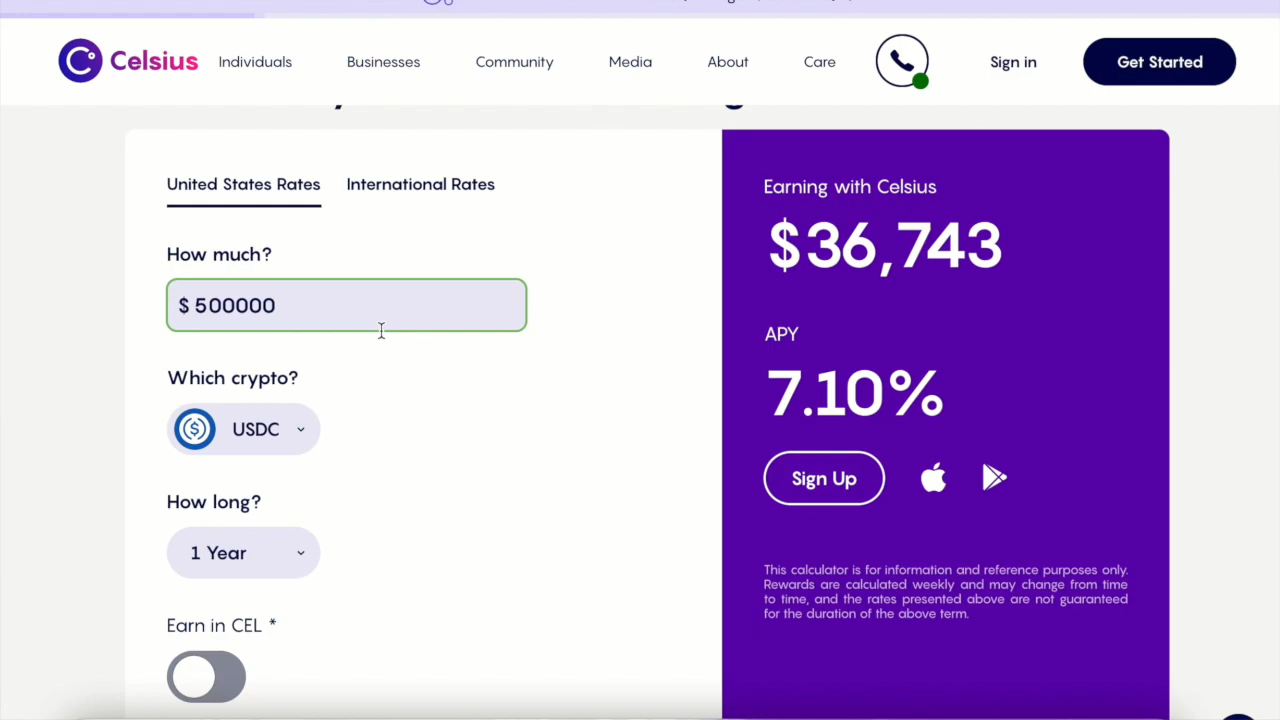 Celsius
Individuals
Businesses
Community
Media
About
Care
Sign in
Get Started
United States Rates
International Rates
How much?
$ 500000
Which crypto?
USDC
How long?
1 Year
Earn in CEL *
Earning with Celsius
$36,743
APY
7.10%
Sign Up
This calculator is for information and reference purposes only.
Rewards are calculated weekly and may change from time
to time, and the rates presented above are not guaranteed
for the duration of the above term.